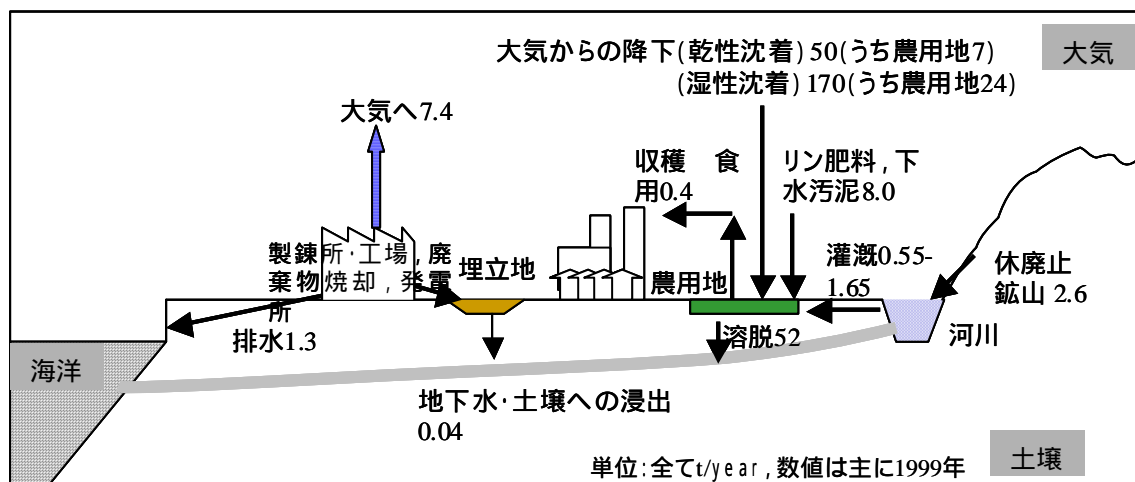 大気からの降下(乾性沈着) 50(うち農用地7)
(湿性沈着) 170(うち農用地24)
大気
大気へ7.4
収穫 食
用0.4
リン肥料,下
水汚泥8.0
製錬所·工場,廃
棄物焼却,発電
所
埋立地
農用地
灌漑0.55-
1.65
休廃止
鉱山 2.6
排水1.3
溶脱52
河川
海洋
地下水·土壌への浸出
0.04
単位:全てt/year,数値は主に1999年
土壌